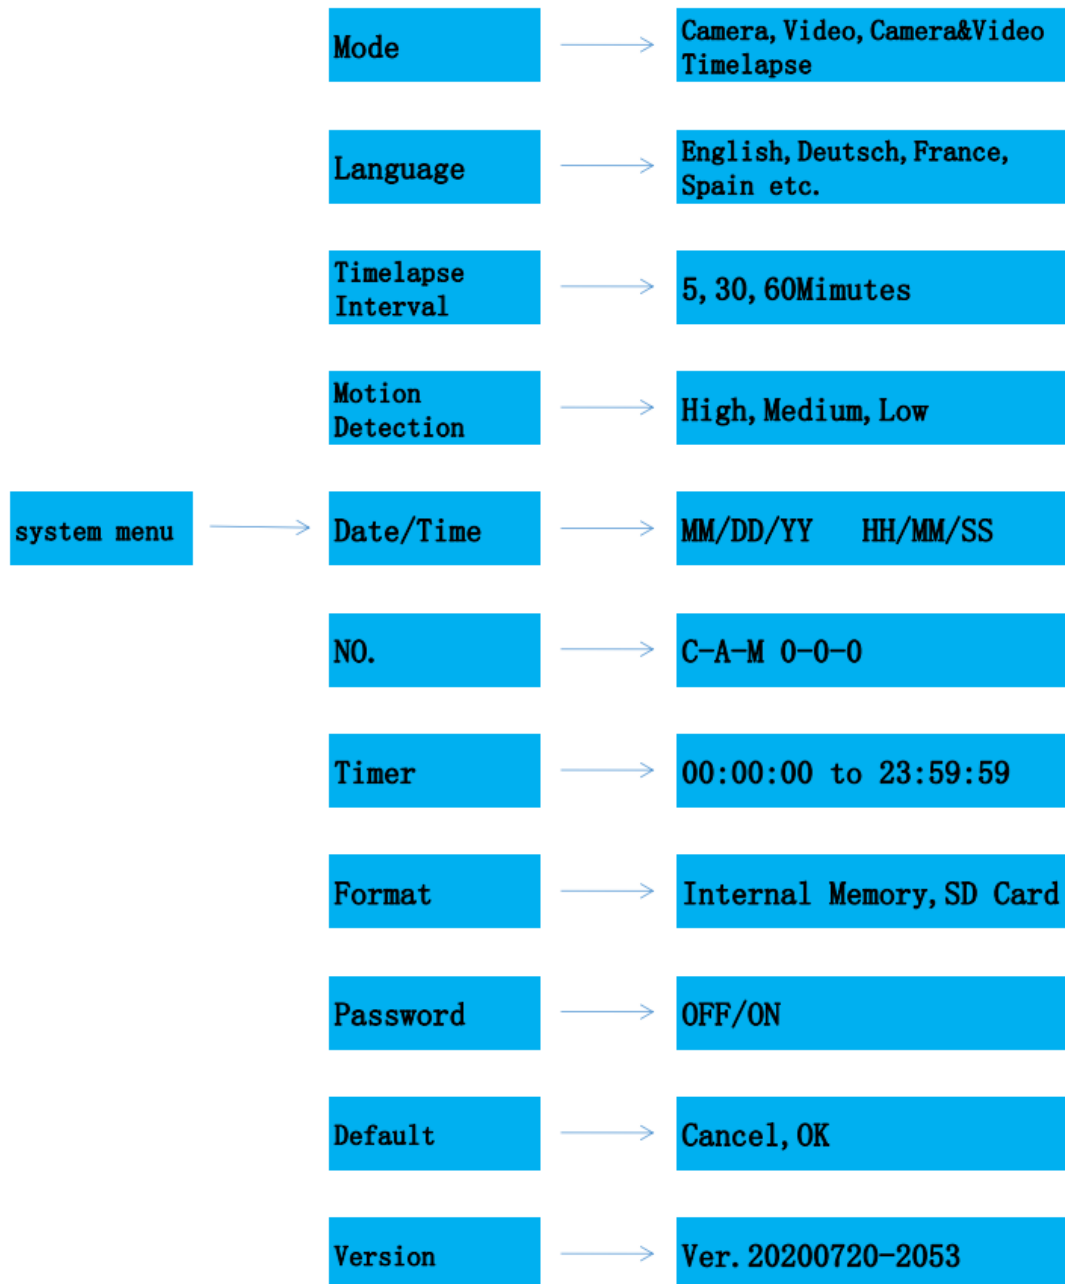 Mode
Camera,Video,Camera&Video
Timelapse
Language
English,Deutsch,France,
Spain etc.
Timelapse
Interval
5,30,60Mimutes
Motion
Detection
High,Medium,Low
system menu
Date/Time
MM/DD/YY HH/MM/SS
NO.
C-A-M 0-0-0
Timer
00:00:00 to 23:59:59
Format
Internal Memory,SD Card
Password
OFF/ON
Default
Cancel,OK
Version
Ver.20200720-2053